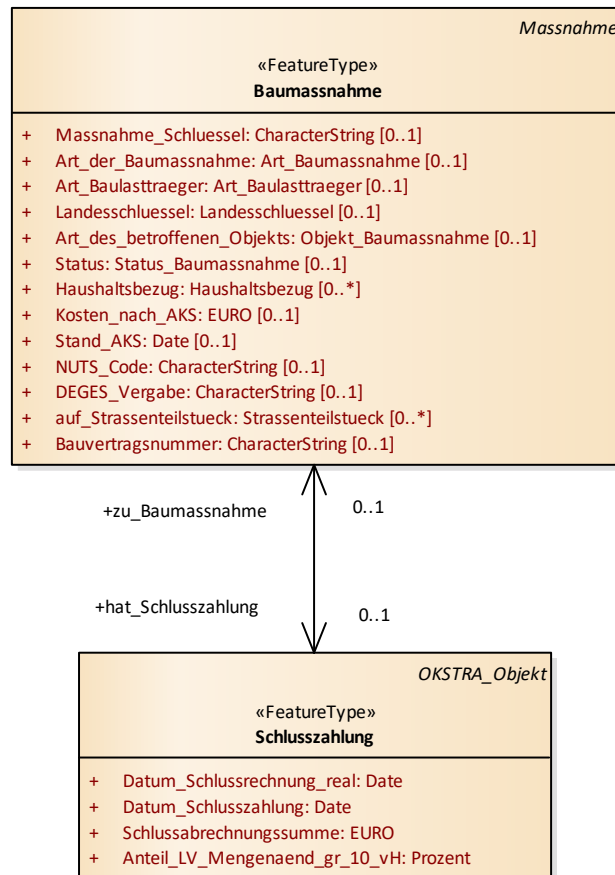 Massnahme
«FeatureType»
Baumassnahme
+ Massnahme_Schluessel: CharacterString [0..1]
+ Art_der_Baumassnahme: Art_Baumassnahme [0..1]
+ Art_Baulasttraeger: Art_Baulasttraeger [0..1]
+ Landesschluessel: Landesschluessel [0..1]
+ Art_des_betroffenen_Objekts: Objekt_Baumassnahme [0..1]
+ Status: Status_Baumassnahme [0..1]
+ Haushaltsbezug: Haushaltsbezug [0..*]
+ Kosten_nach_AKS: EURO [0..1]
+ Stand_AKS: Date [0..1]
+ NUTS_Code: CharacterString [0..1]
+ DEGES_Vergabe: CharacterString [0..1]
+ auf_Strassenteilstueck: Strassenteilstueck [0..*]
+ Bauvertragsnummer: CharacterString [0..1]
+zu_Baumassnahme 0..1
+hat_Schlusszahlung 0..1
OKSTRA_Objekt
«FeatureType»
Schlusszahlung
+ Datum_Schlussrechnung_real: Date
+ Datum_Schlusszahlung: Date
+ Schlussabrechnungssumme: EURO
+ Anteil_LV_Mengenaend_gr_10_vH: Prozent